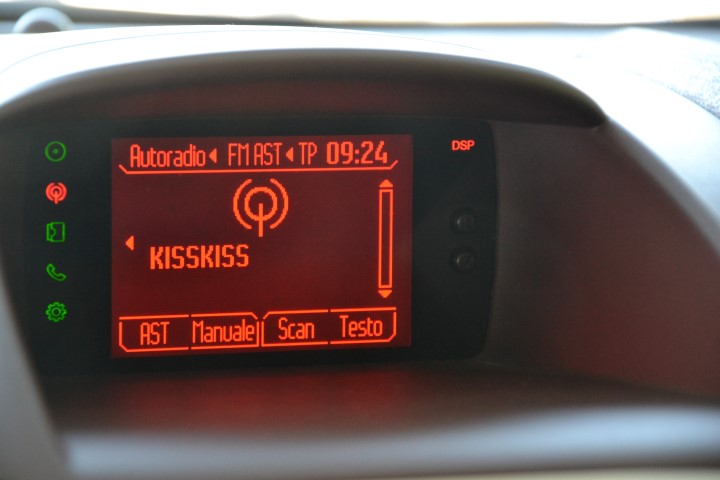 Autoradio FM AST TP 09:24
DSP
KISSKISS
AST Manuale Scan Testo